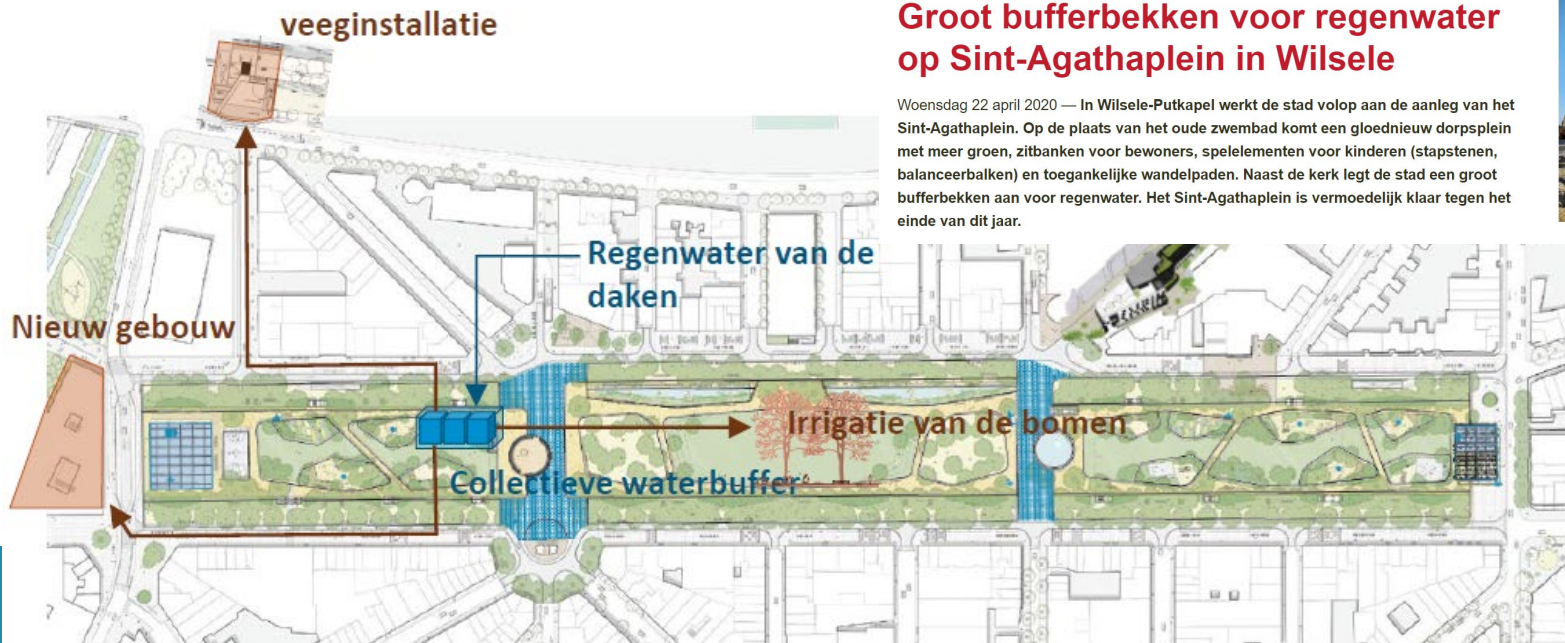 veeginstallatie
Groot bufferbekken voor regenwater
op Sint-Agathaplein in Wilsele
Woensdag 22 april 2020 — In Wilsele-Putkapel werkt de stad volop aan de aanleg van het
Sint-Agathaplein. Op de plaats van het oude zwembad komt een gloednieuw dorpsplein
met meer groen, zitbanken voor bewoners, spelelementen voor kinderen (stapstenen,
balanceerbalken) en toegankelijke wandelpaden. Naast de kerk legt de stad een groot
bufferbekken aan voor regenwater. Het Sint-Agathaplein is vermoedelijk klaar tegen het
einde van dit jaar.
Regenwater van de
daken
Nieuw gebouw
Irrigatie van de bomen
Collectieve waterbuffer